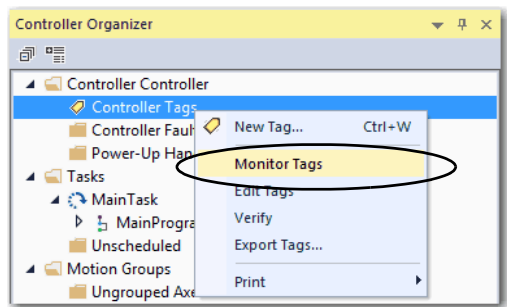 Controller Organizer
Controller Controller
Controller Tags
Controller Faul
Power-Up Han
Tasks
MainTask
MainProgra
Unscheduled
Motion Groups
Ungrouped Axe
New Tag... Ctrl+W
Monitor Tags
Edit Tags
Verify
Export Tags...
Print